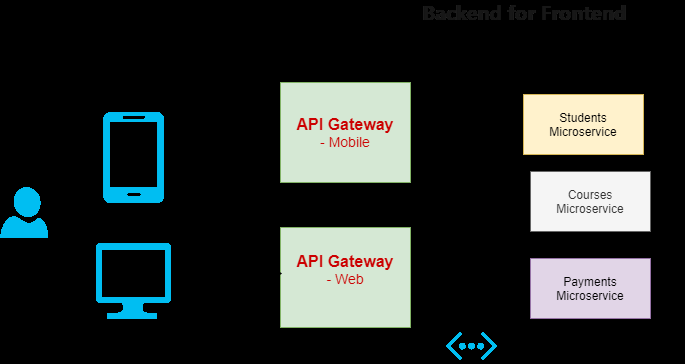 Backend for Frontend
API Gateway
- Mobile
Students
Microservice
Courses
Microservice
API Gateway
- Web
Payments
Microservice